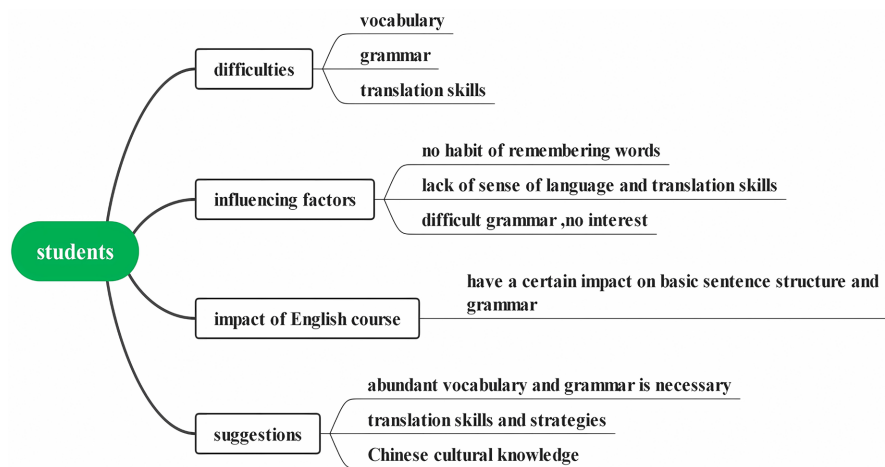 students
difficulties
vocabulary
grammar
translation skills
influencing factors
no habit of remembering words
lack of sense of language and translation skills
difficult grammar ,no interest
impact of English course
have a certain impact on basic sentence structure and
grammar
suggestions
abundant vocabulary and grammar is necessary
translation skills and strategies
Chinese cultural knowledge